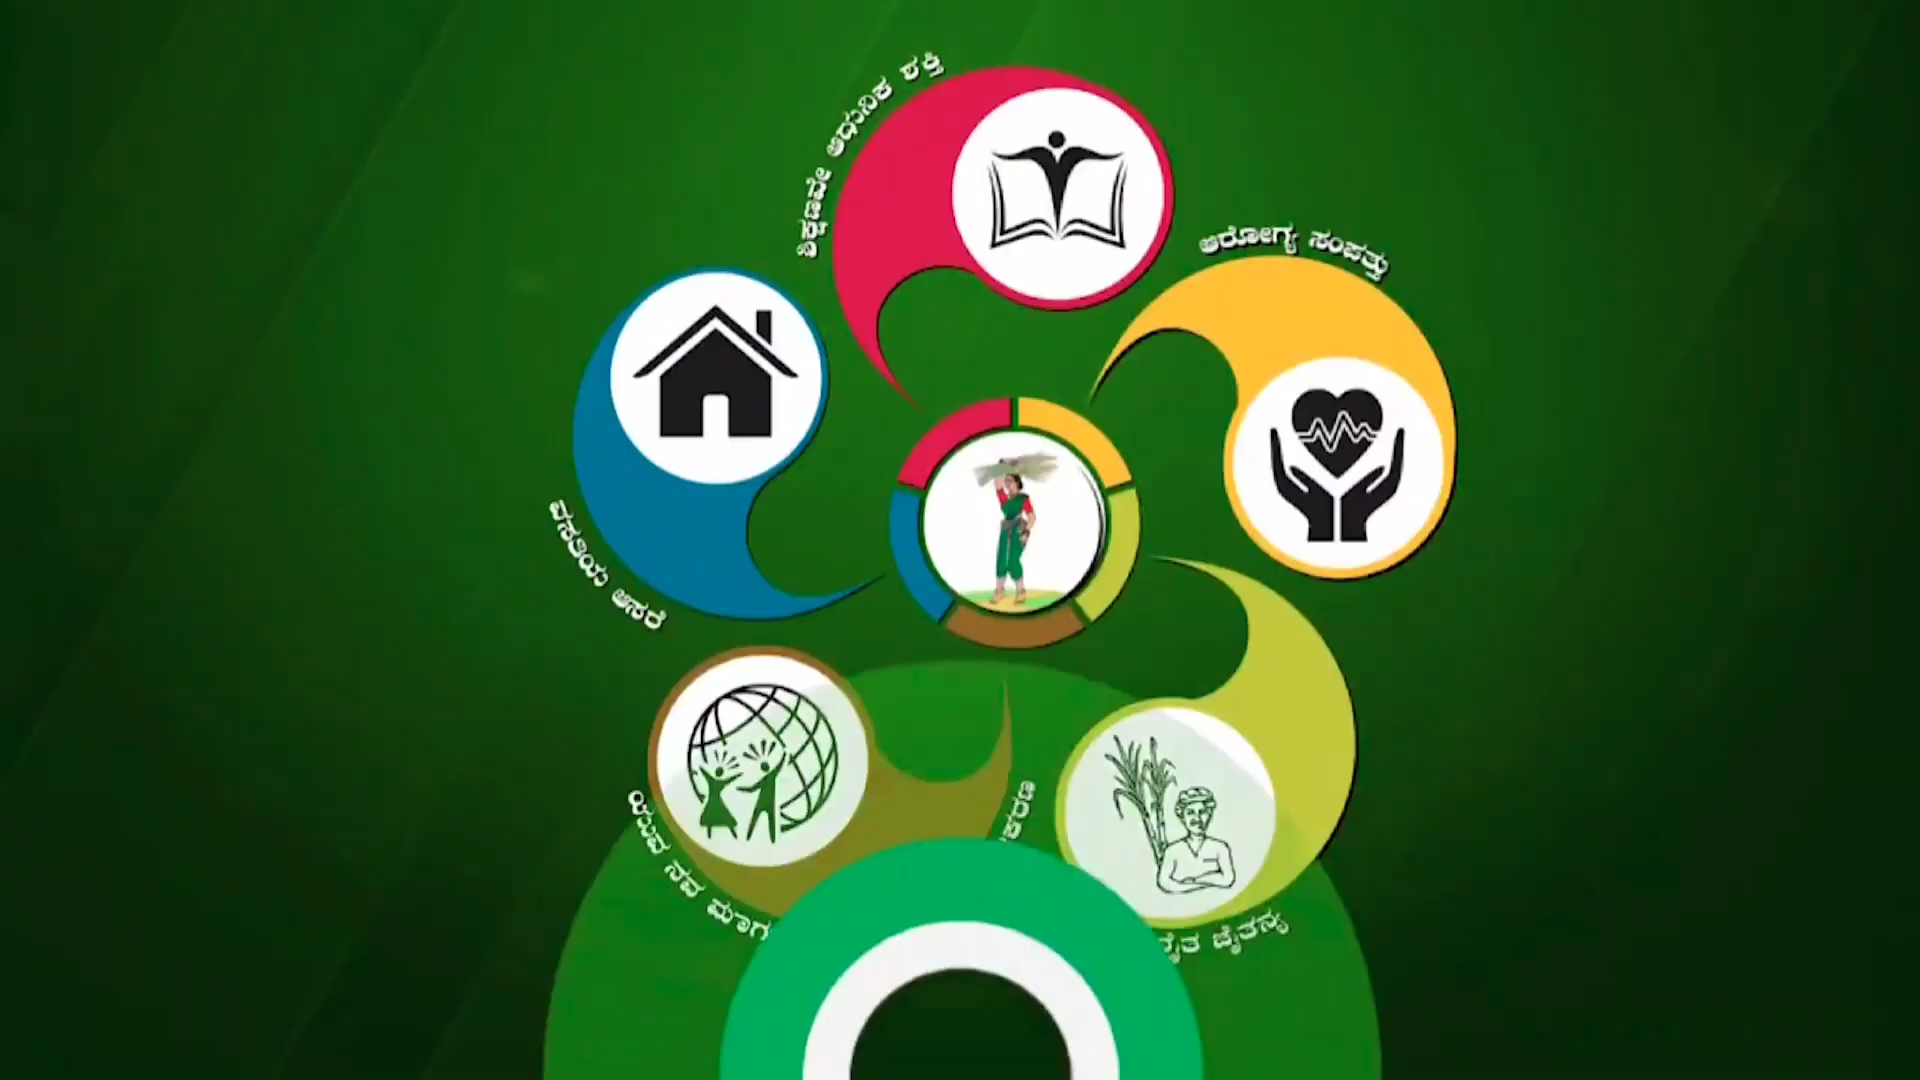 ಶಿಕ್ಷಣವೇ ಆಧುನಿಕ ಶಕ್ತಿ
ಆರೋಗ್ಯ ಸಂಪತ್ತು
ವಸತಿಯ ಆಸರೆ
ಯುವ ನವ ಮಾರ್ಗ
ರೈತ ಚೈತನ್ಯ